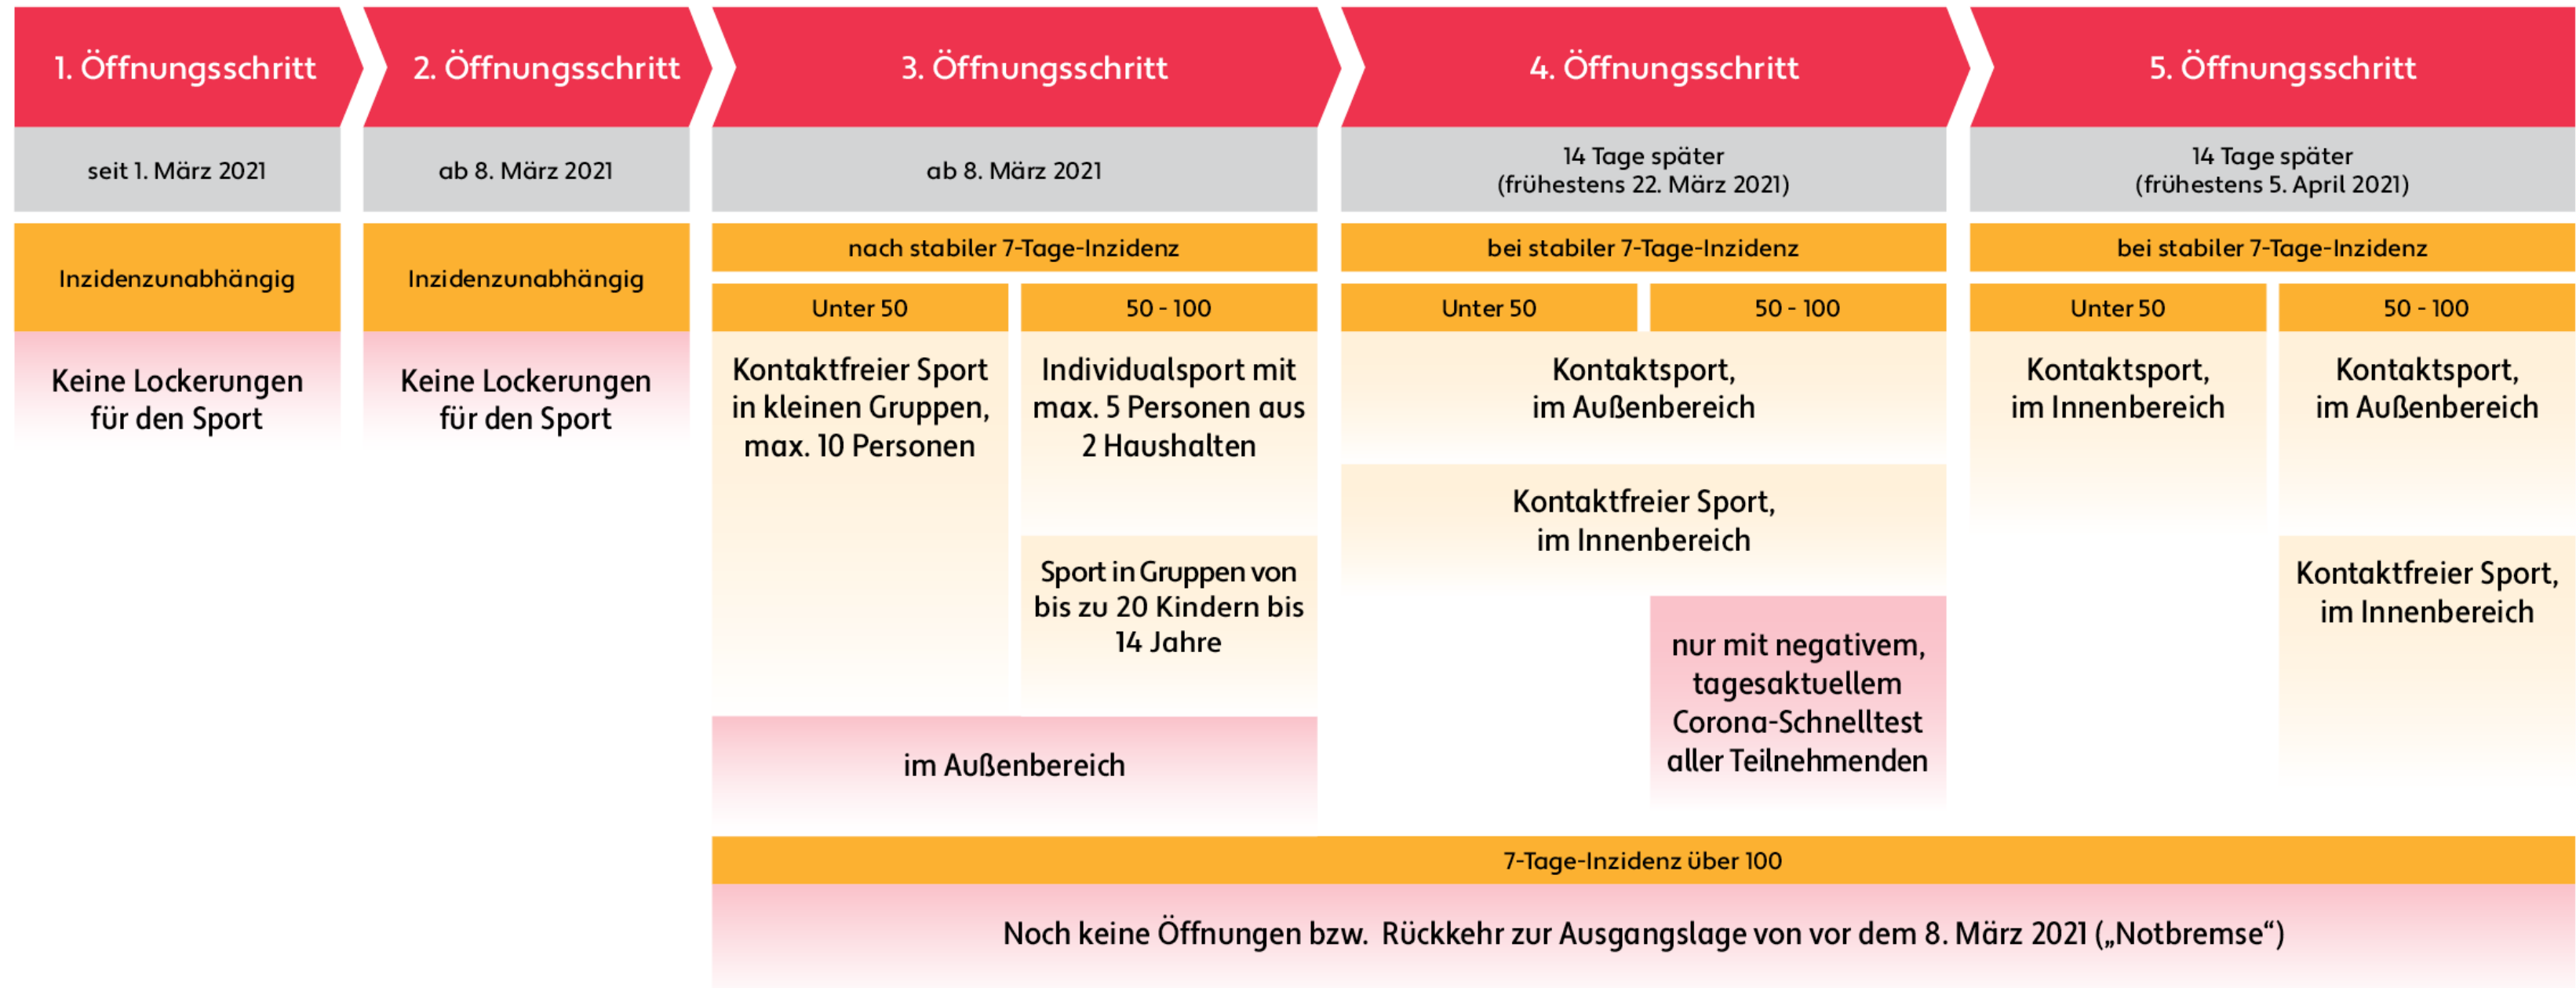 1. Öffnungsschritt
2. Öffnungsschritt
3. Öffnungsschritt
4. Öffnungsschritt
5. Öffnungsschritt
seit 1. März 2021
ab 8. März 2021
ab 8. März 2021
14 Tage später
(frühestens 22. März 2021)
14 Tage später
(frühestens 5. April 2021)
Inzidenzunabhängig
Inzidenzunabhängig
nach stabiler 7-Tage-Inzidenz
bei stabiler 7-Tage-Inzidenz
bei stabiler 7-Tage-Inzidenz
Unter 50
50 - 100
Unter 50
50 - 100
Unter 50
50 - 100
Keine Lockerungen
für den Sport
Keine Lockerungen
für den Sport
Kontaktfreier Sport
in kleinen Gruppen,
max. 10 Personen
Individualsport mit
max. 5 Personen aus
2 Haushalten
Sport in Gruppen von
bis zu 20 Kindern bis
14 Jahre
im Außenbereich
Kontaktsport,
im Außenbereich
Kontaktfreier Sport,
im Innenbereich
nur mit negativem,
tagesaktuellem
Corona-Schnelltest
aller Teilnehmenden
Kontaktsport,
im Innenbereich
Kontaktsport,
im Außenbereich
Kontaktfreier Sport,
im Innenbereich
7-Tage-Inzidenz über 100
Noch keine Öffnungen bzw. Rückkehr zur Ausgangslage von vor dem 8. März 2021 („Notbremse“)